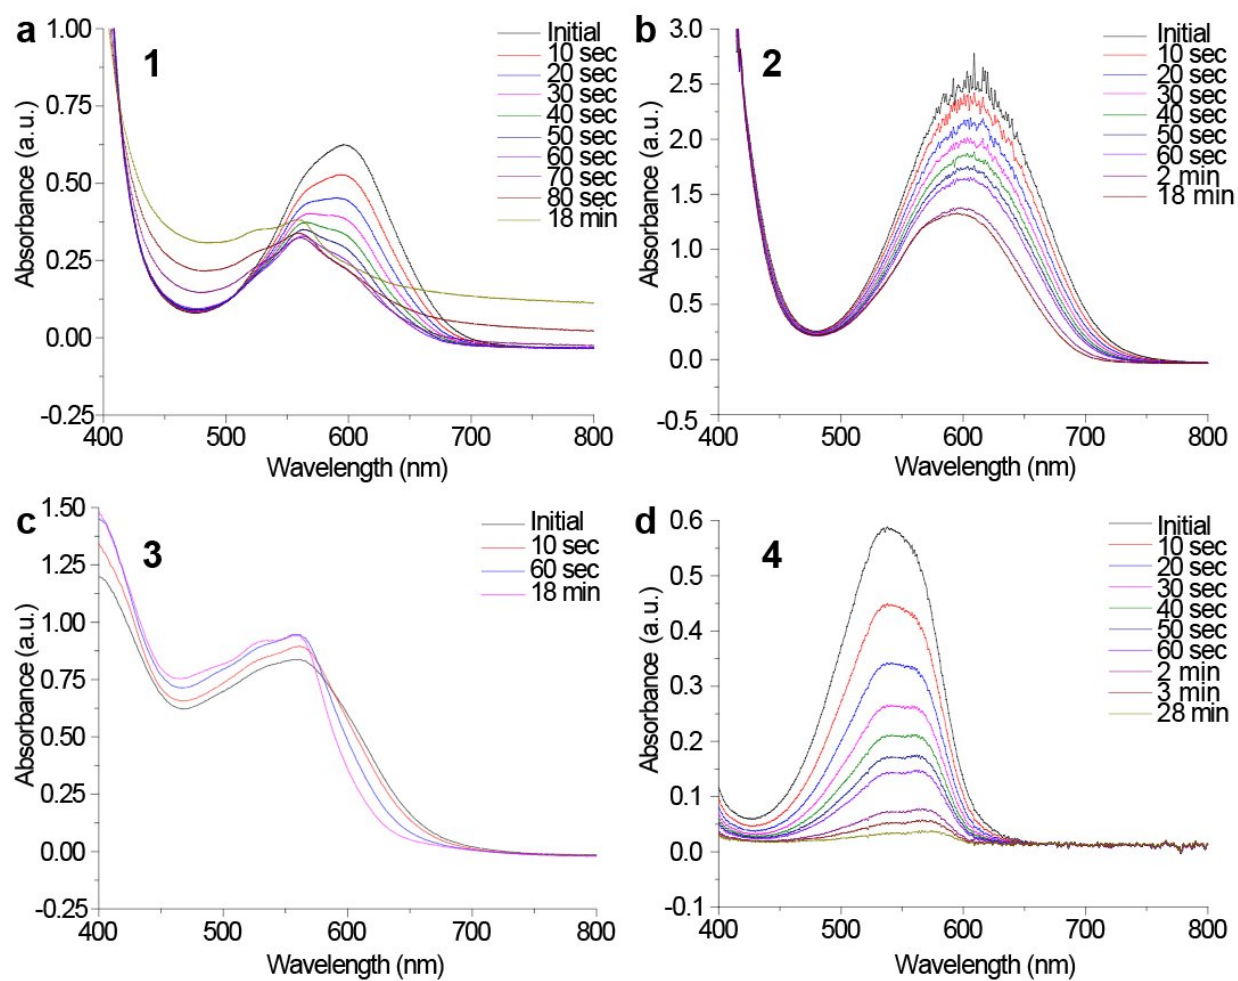 a
1
Absorbance (a.u.)
1.00
0.75
0.50
0.25
0.00
-0.25
400
500
600
700
800
Wavelength (nm)
Initial
10 sec
20 sec
30 sec
40 sec
50 sec
60 sec
70 sec
80 sec
18 min
b
2
Absorbance (a.u.)
3.0
2.5
2.0
1.5
1.0
0.5
0.0
-0.5
400
500
600
700
800
Wavelength (nm)
Initial
10 sec
20 sec
30 sec
40 sec
50 sec
60 sec
2 min
18 min
c
3
Absorbance (a.u.)
1.50
1.25
1.00
0.75
0.50
0.25
0.00
-0.25
400
500
600
700
800
Wavelength (nm)
Initial
10 sec
60 sec
18 min
d
4
Absorbance (a.u.)
0.6
0.5
0.4
0.3
0.2
0.1
0.0
-0.1
400
500
600
700
800
Wavelength (nm)
Initial
10 sec
20 sec
30 sec
40 sec
50 sec
60 sec
2 min
3 min
28 min